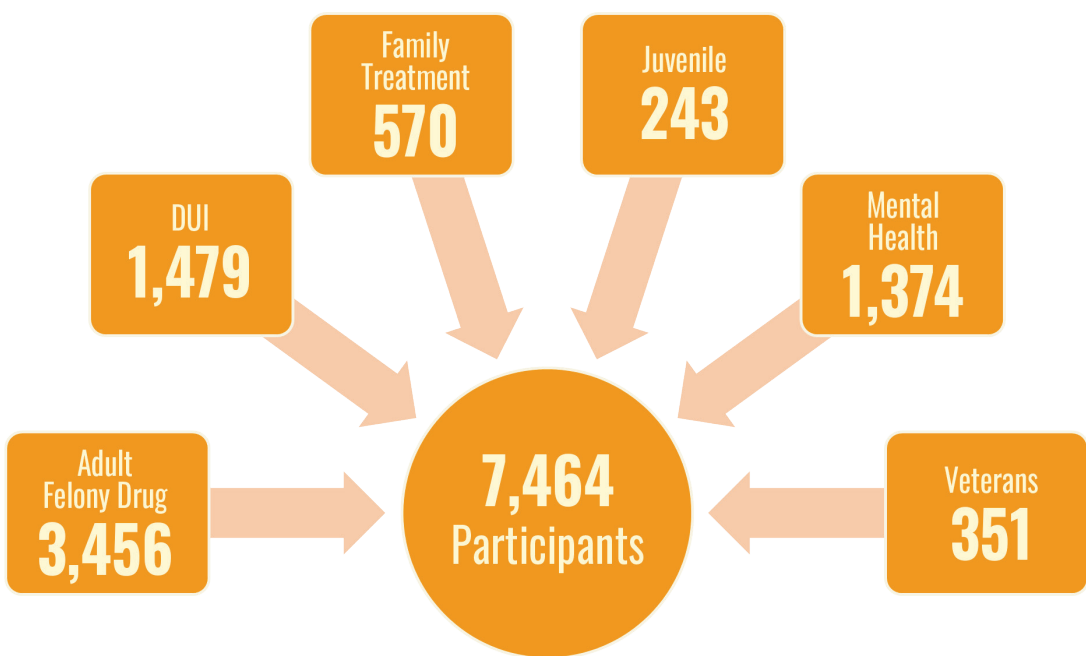 Family
Treatment
570
Juvenile
243
DUI
1,479
Mental
Health
1,374
Adult
Felony Drug
3,456
7,464
Participants
Veterans
351